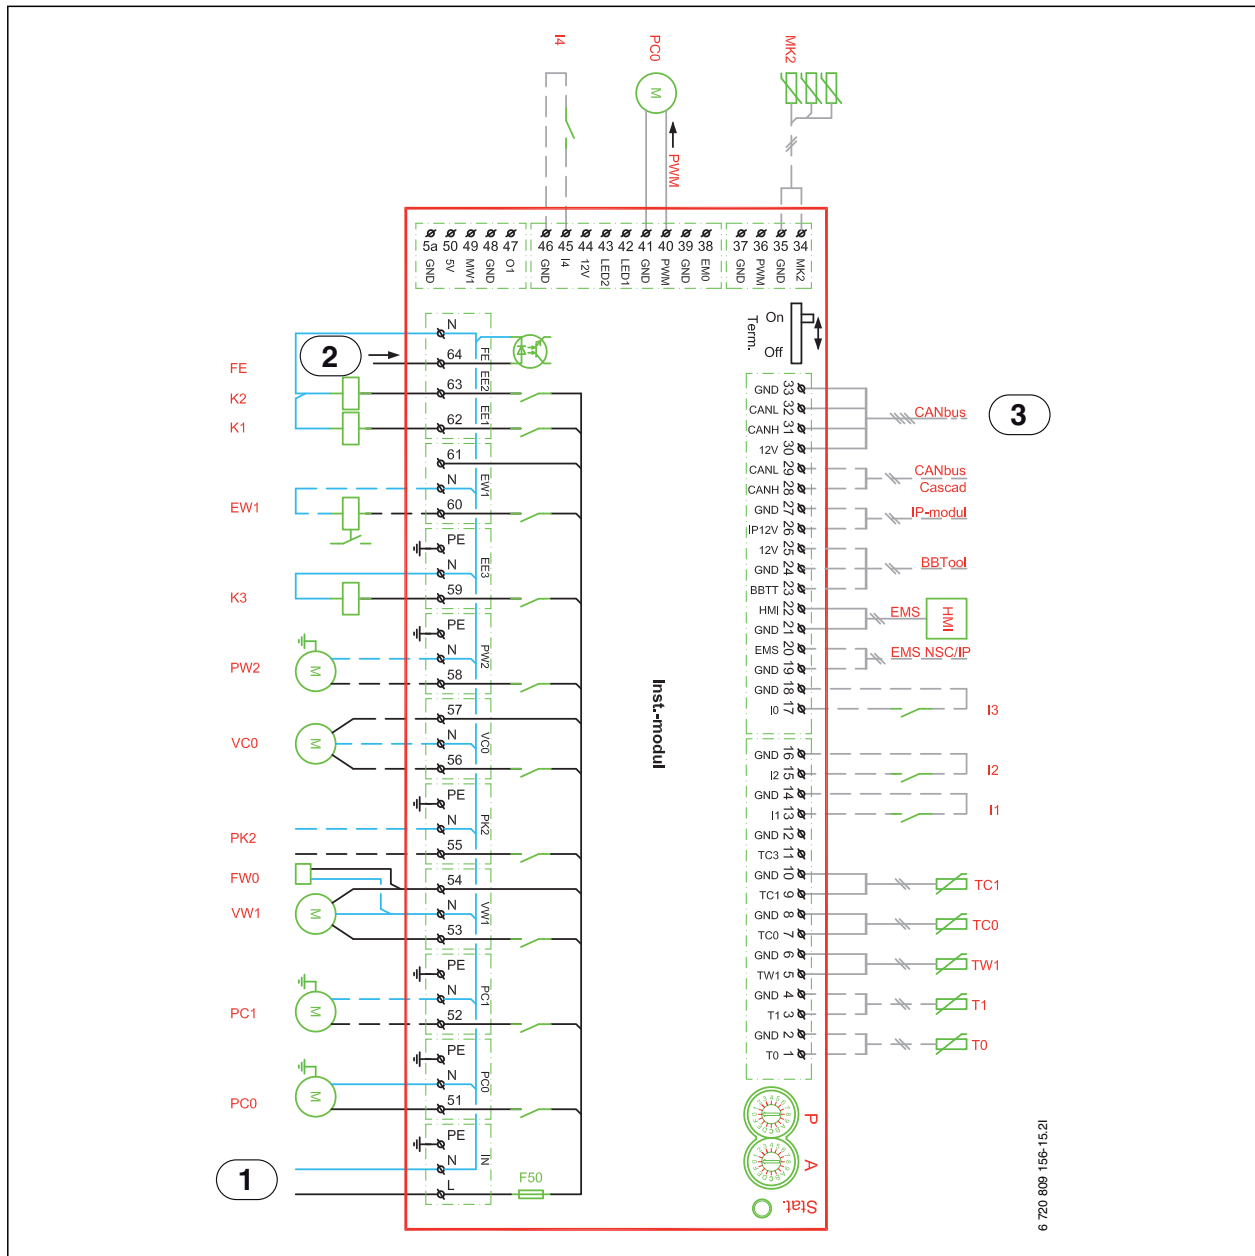 I4
PC0
MK2
M
PWM
5a 50 49 48 47
GND 5V MW1 GND O1
46 45 44 43 42 41 40 39 38
GND I4 12V LED2 LED1 GND PWM GND EM0
37 36 35 34
GND PWM GND MK2
On
Off
Term.
Inst.-modul
2
N
64
63
62
FE
EE2
EE1
FE
K2
K1
61
N
60
EW1
EW1
PE
N
59
EE3
K3
PE
N
58
PW2
PW2
M
57
N
56
VC0
VC0
M
PE
N
55
PK2
PK2
FW0
54
N
53
VW1
VW1
M
PE
N
52
PC1
PC1
M
PE
N
51
PC0
PC0
M
PE
N
L
IN
F50
1
GND 33
CANL 32
CANH 31
12V 30
CANbus
3
CANL 29
CANH 28
CANbus
Cascad
GND 27
IP12V 26
IP-modul
12V 25
GND 24
BBTT 23
BBTool
HMI 22
GND 21
EMS
HMI
EMS 20
GND 19
EMS NSC/IP
GND 18
I0 17
I3
GND 16
I2 15
I2
GND 14
I1 13
I1
GND 12
TC3 11
GND 10
TC1 9
TC1
GND 8
TC0 7
TC0
GND 6
TW1 5
TW1
GND 4
T1 3
T1
GND 2
T0 1
T0
P
A
Stat.
6 720 809 156-15.2I